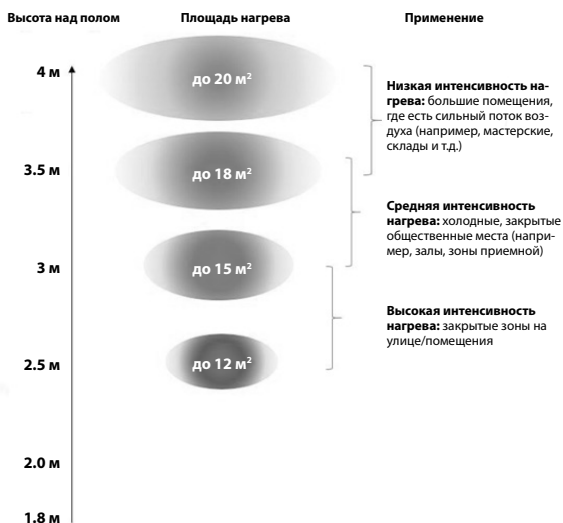 Высота над полом
Площадь нагрева
Применение
4 м
до 20 м²
Низкая интенсивность на-
грева: большие помещения,
где есть сильный поток воз-
духа (например, мастерские,
склады и т.д.)
3.5 м
до 18 м²
Средняя интенсивность
нагрева: холодные, закрытые
общественные места (напри-
мер, залы, зоны приемной)
3 м
до 15 м²
Высокая интенсивность
нагрева: закрытые зоны на
улице/помещения
2.5 м
до 12 м²
2.0 м
1.8 м